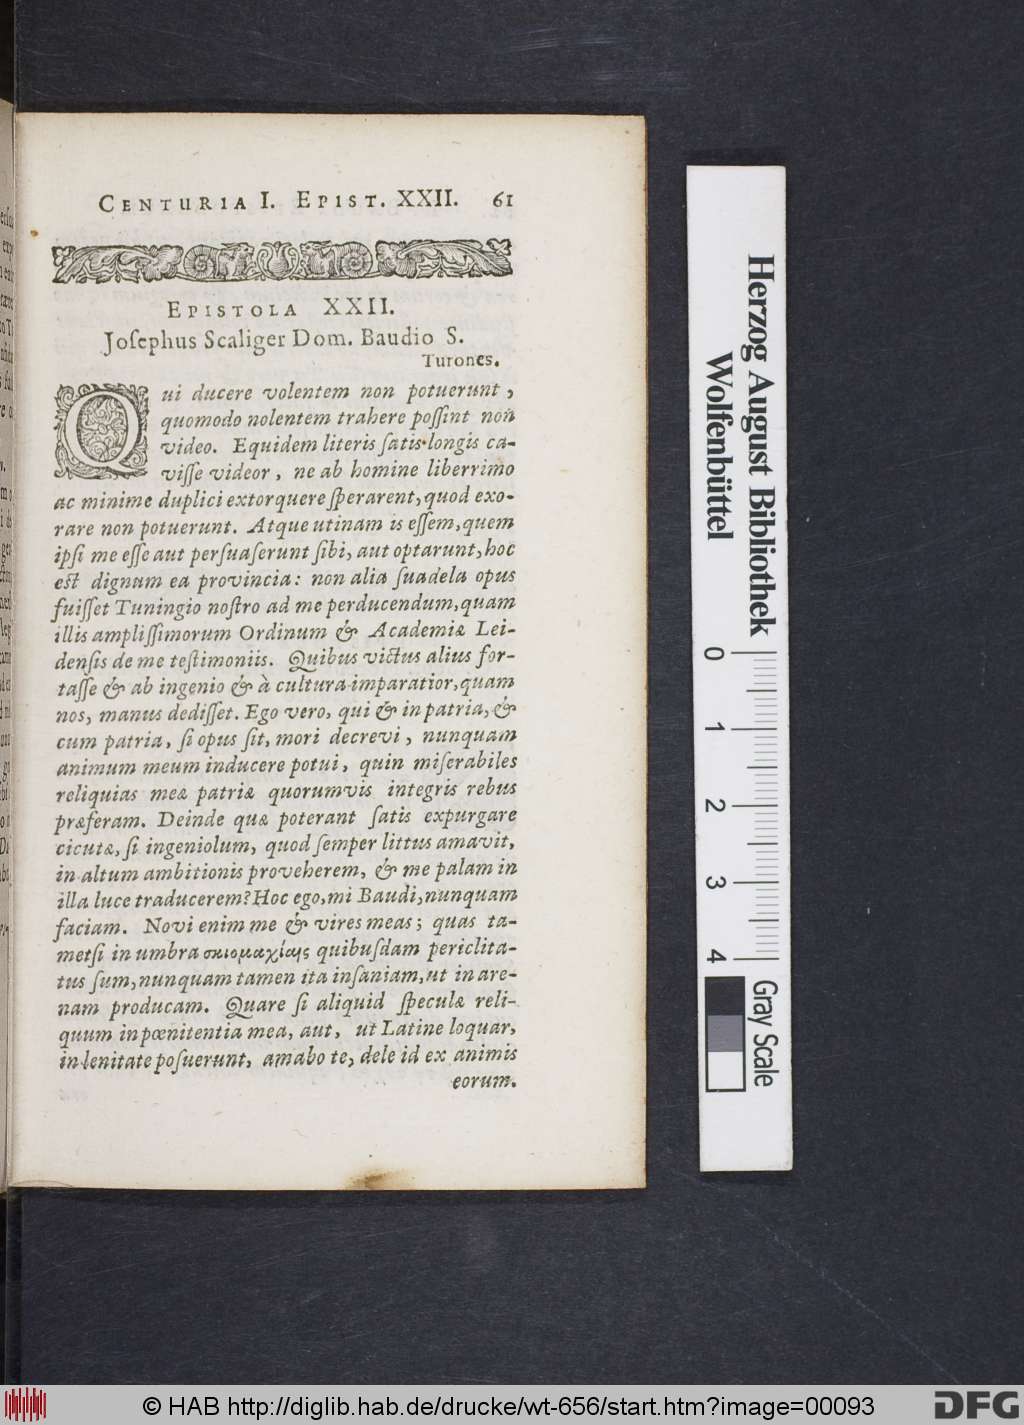 CENTURIA I. EPIST. XXII. 61
EPISTOLA XXII.
Joſephus Scaliger Dom. Baudio S.
Turones.
Qui ducere volentem non potuerunt,
quomodo nolentem trahere poſſint non
video. Equidem literis ſatis longis ca-
viſſe videor, ne ab homine liberrimo
ac minime duplici extorquere ſperarent, quod exo-
rare non potuerunt. Atque utinam is eſſem, quem
ipſi me eſſe aut perſuaſerunt ſibi, aut optarunt, hoc
est dignum ea provincia: non alia ſuadela opus
fuiſſet Tuningio noſtro ad me perducendum, quam
illis ampliſſimorum Ordinum & Academiæ Lei-
denſis de me teſtimoniis. Quibus victus alius for-
taſſe & ab ingenio & à cultura imparatior, quam
nos, manus dediſſet. Ego vero, qui & in patria, &
cum patria, ſi opus ſit, mori decrevi, nunquam
animum meum inducere potui, quin miſerabiles
reliquias meæ patriæ quorumvis integris rebus
præferam. Deinde quæ poterant ſatis expurgare
cicutæ, ſi ingeniolum, quod ſemper littus amavit,
in altum ambitionis proveherem, & me palam in
illa luce traducerem? Hoc ego, mi Baudi, nunquam
faciam. Novi enim me & vires meas; quas ta-
metſi in umbra σκιομαχίαις quibuſdam periclita-
tus ſum, nunquam tamen ita inſaniam, ut in are-
nam producam. Quare ſi aliquid ſpeculæ reli-
quum in pœnitentia mea, aut, ut Latine loquar,
in lenitate poſuerunt, amabo te, dele id ex animis
eorum.
Herzog August Bibliothek
Wolfenbüttel
0
1
2
3
4
Gray Scale
© HAB http://diglib.hab.de/drucke/wt-656/start.htm?image=00093
DFG